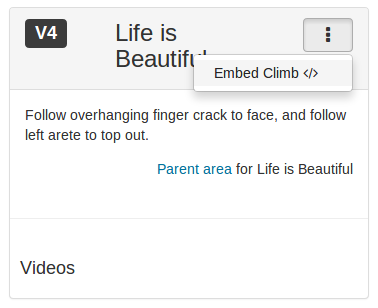 V4
Life is
Beautiful
Embed Climb </>
Follow overhanging finger crack to face, and follow
left arete to top out.
Parent area for Life is Beautiful
Videos